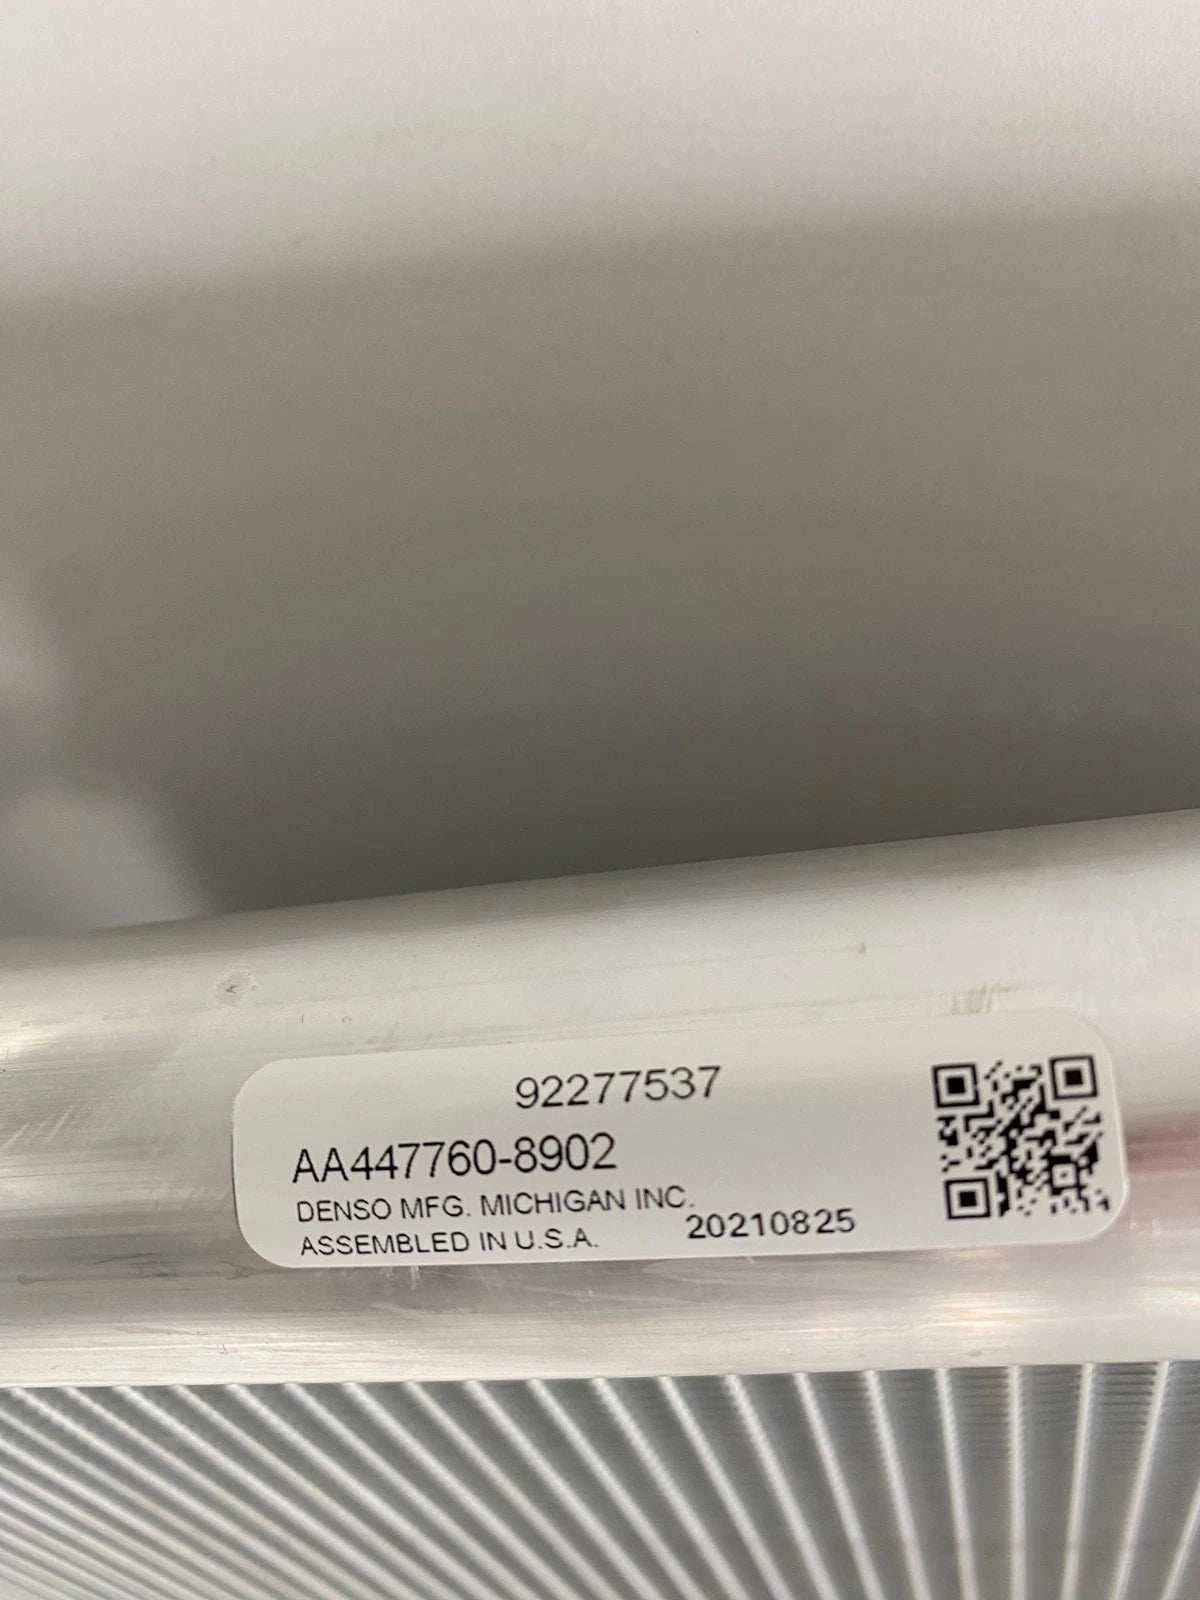 92277537
AA447760-8902
DENSO MFG. MICHIGAN INC.
ASSEMBLED IN U.S.A.
20210825